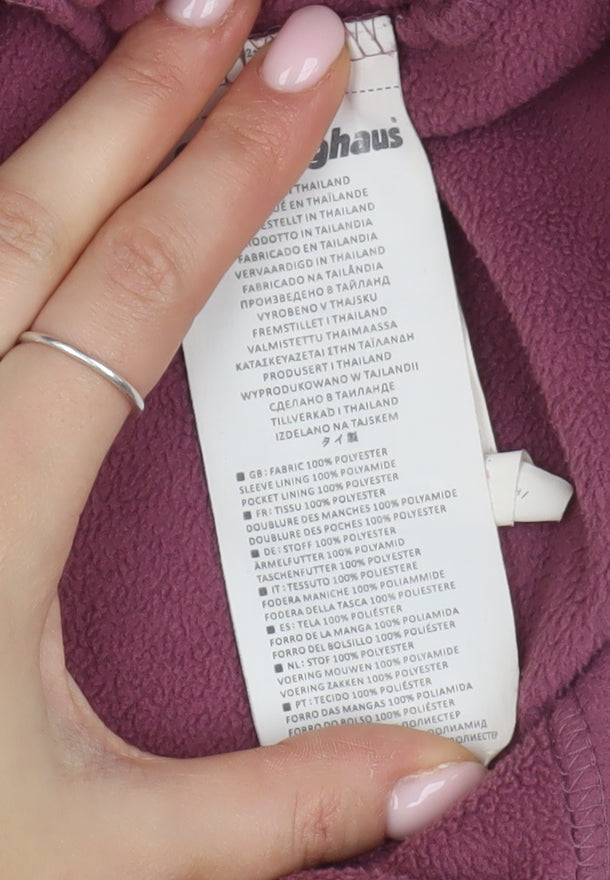 ghaus
THAILAND
EN THAÏLANDE
IN THAILAND
IN TAILANDIA
FABRICADO EN TAILANDIA
VERVAARDIGD IN THAILAND
FABRICADO NA TAILÂNDIA
ПРОИЗВЕДЕНО В ТАЙЛАНД
VYROBENO V THAJSKU
FREMSTILLET I THAILAND
VALMISTETTU THAIMAASSA
ΚΑΤΑΣΚΕΥΑΖΕΤΑΙ ΣΤΗΝ ΤΑΪΛΑΝΔΗ
PRODUSERT I THAILAND
WYPRODUKOWANO W TAJLANDII
СДЕЛАНО В ТАИЛАНДЕ
TILLVERKAD I THAILAND
IZDELANO NA TAJSKEM
タイ製
GB: FABRIC 100% POLYESTER
SLEEVE LINING 100% POLYAMIDE
POCKET LINING 100% POLYESTER
FR: TISSU 100% POLYESTER
DOUBLURE DES MANCHES 100% POLYAMIDE
DOUBLURE DES POCHES 100% POLYESTER
DE: STOFF 100% POLYESTER
ÄRMELFUTTER 100% POLYAMID
TASCHENFUTTER 100% POLYESTER
IT: TESSUTO 100% POLIESTERE
FODERA MANICHE 100% POLIAMMIDE
FODERA DELLA TASCA 100% POLIESTERE
ES: TELA 100% POLIÉSTER
FORRO DE LA MANGA 100% POLIAMIDA
FORRO DEL BOLSILLO 100% POLIÉSTER
NL: STOF 100% POLYESTER
VOERING MOUWEN 100% POLYAMIDE
VOERING ZAKKEN 100% POLYESTER
PT: TECIDO 100% POLIÉSTER
FORRO DAS MANGAS 100% POLIAMIDA
FORRO DO BOLSO 100% POLIÉSTER
ПОЛИЕСТЕР
ПОЛИАМИД
ПОЛИЕСТЕР